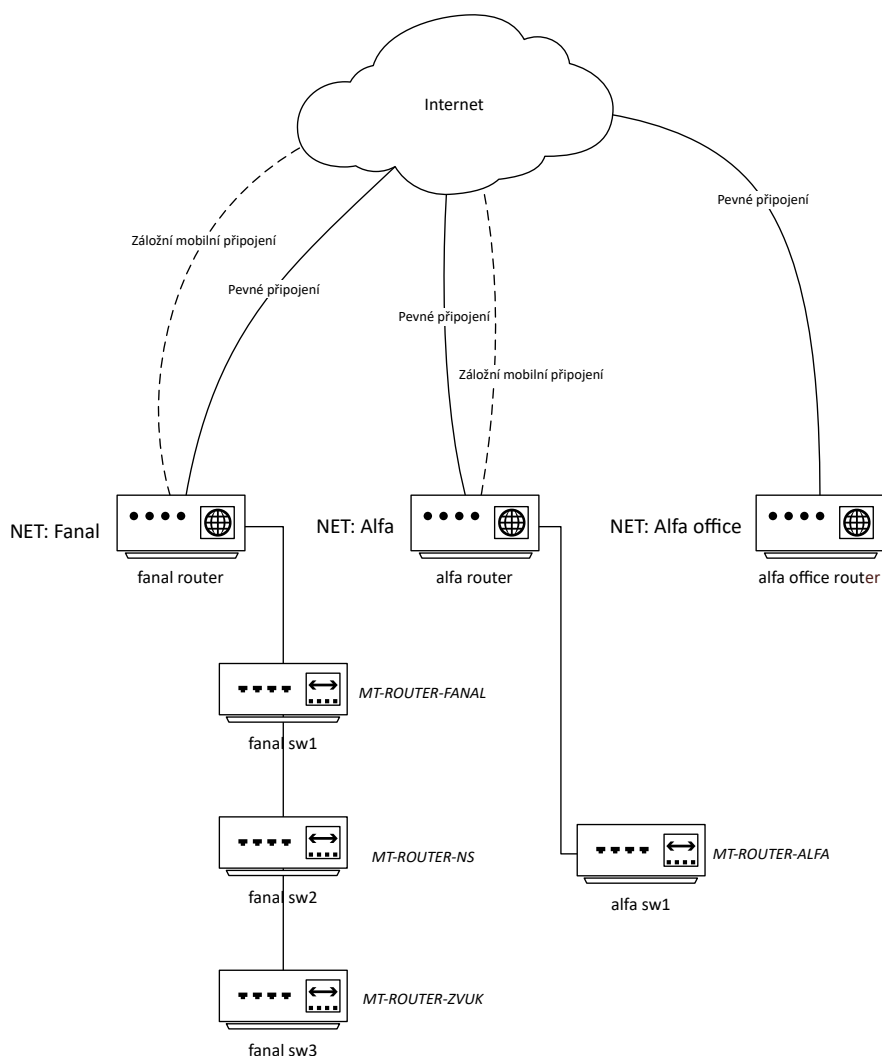 Internet
Pevné připojení
Záložní mobilní připojení
Pevné připojení
Pevné připojení
Záložní mobilní připojení
NET: Fanal
NET: Alfa
NET: Alfa office
fanal router
alfa router
alfa office router
MT-ROUTER-FANAL
fanal sw1
MT-ROUTER-NS
MT-ROUTER-ALFA
fanal sw2
alfa sw1
MT-ROUTER-ZVUK
fanal sw3